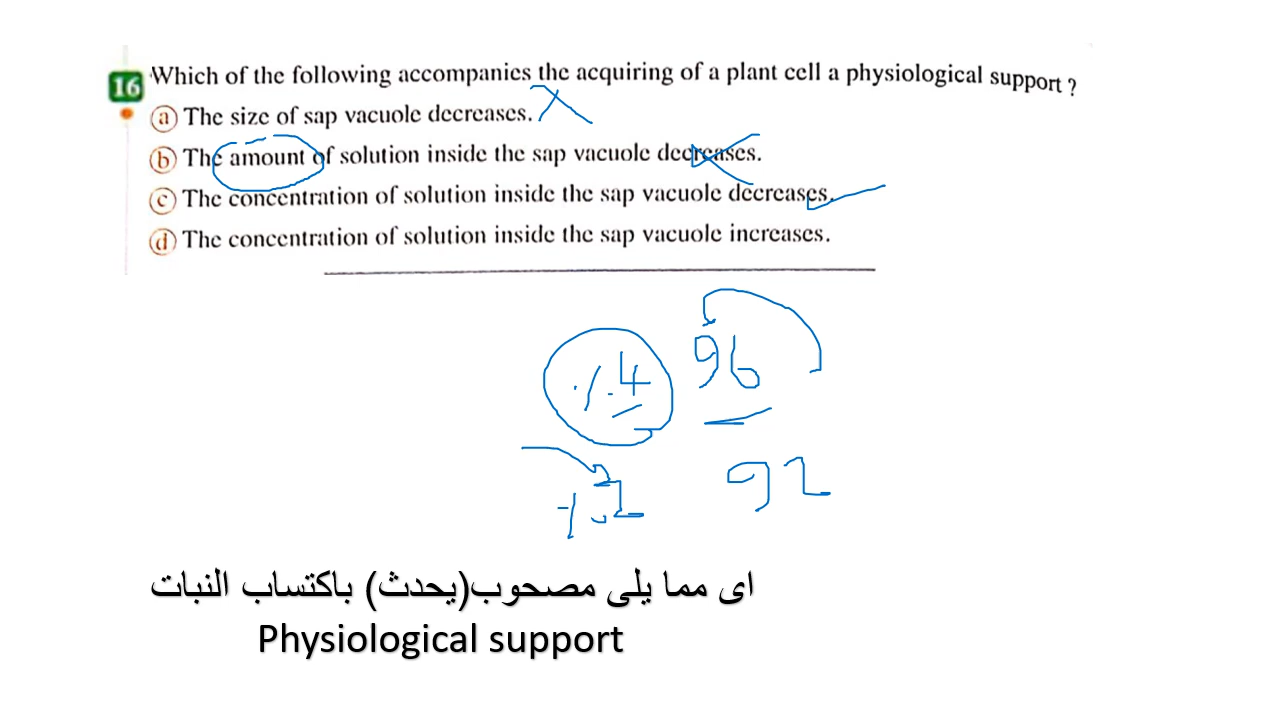 16 Which of the following accompanies the acquiring of a plant cell a physiological support ?
a The size of sap vacuole decreases.
b The amount of solution inside the sap vacuole decreases.
c The concentration of solution inside the sap vacuole decreases.
d The concentration of solution inside the sap vacuole increases.
٪.4 96
٪.2 92
اى مما يلى مصحوب(يحدث) باكتساب النبات
Physiological support